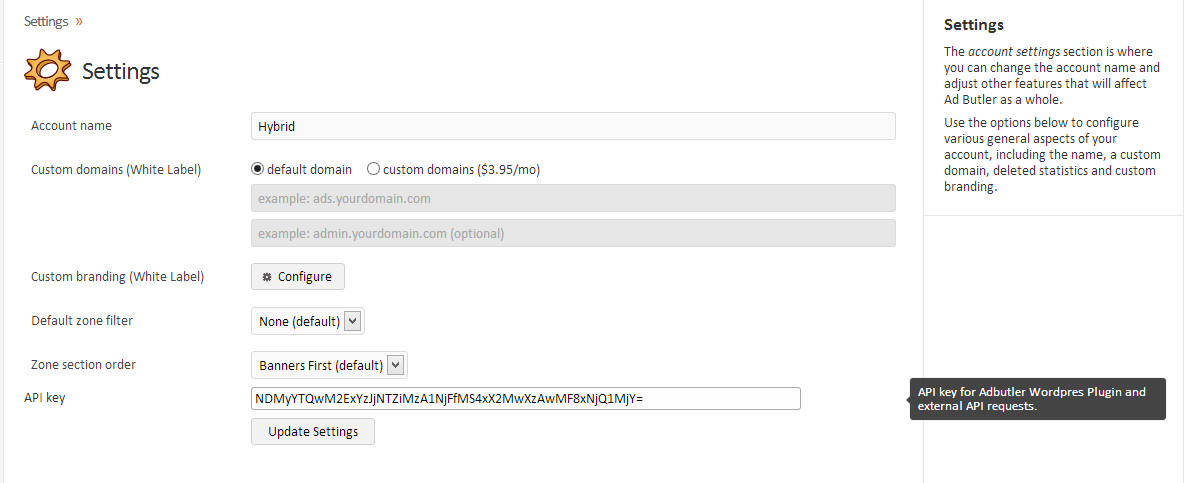 Settings »
Settings
Account name
Hybrid
Custom domains (White Label)
default domain
custom domains ($3.95/mo)
example: ads.yourdomain.com
example: admin.yourdomain.com (optional)
Custom branding (White Label)
Configure
Default zone filter
None (default)
Zone section order
Banners First (default)
API key
NDMyYTQwM2ExYzJjNTZiMzA1NjFfMS4xX2MwXzAwMF8xNjQ1MjY=
Update Settings
Settings
The account settings section is where
you can change the account name and
adjust other features that will affect
Ad Butler as a whole.
Use the options below to configure
various general aspects of your
account, including the name, a custom
domain, deleted statistics and custom
branding.
API key for Adbutler Wordpres Plugin and
external API requests.